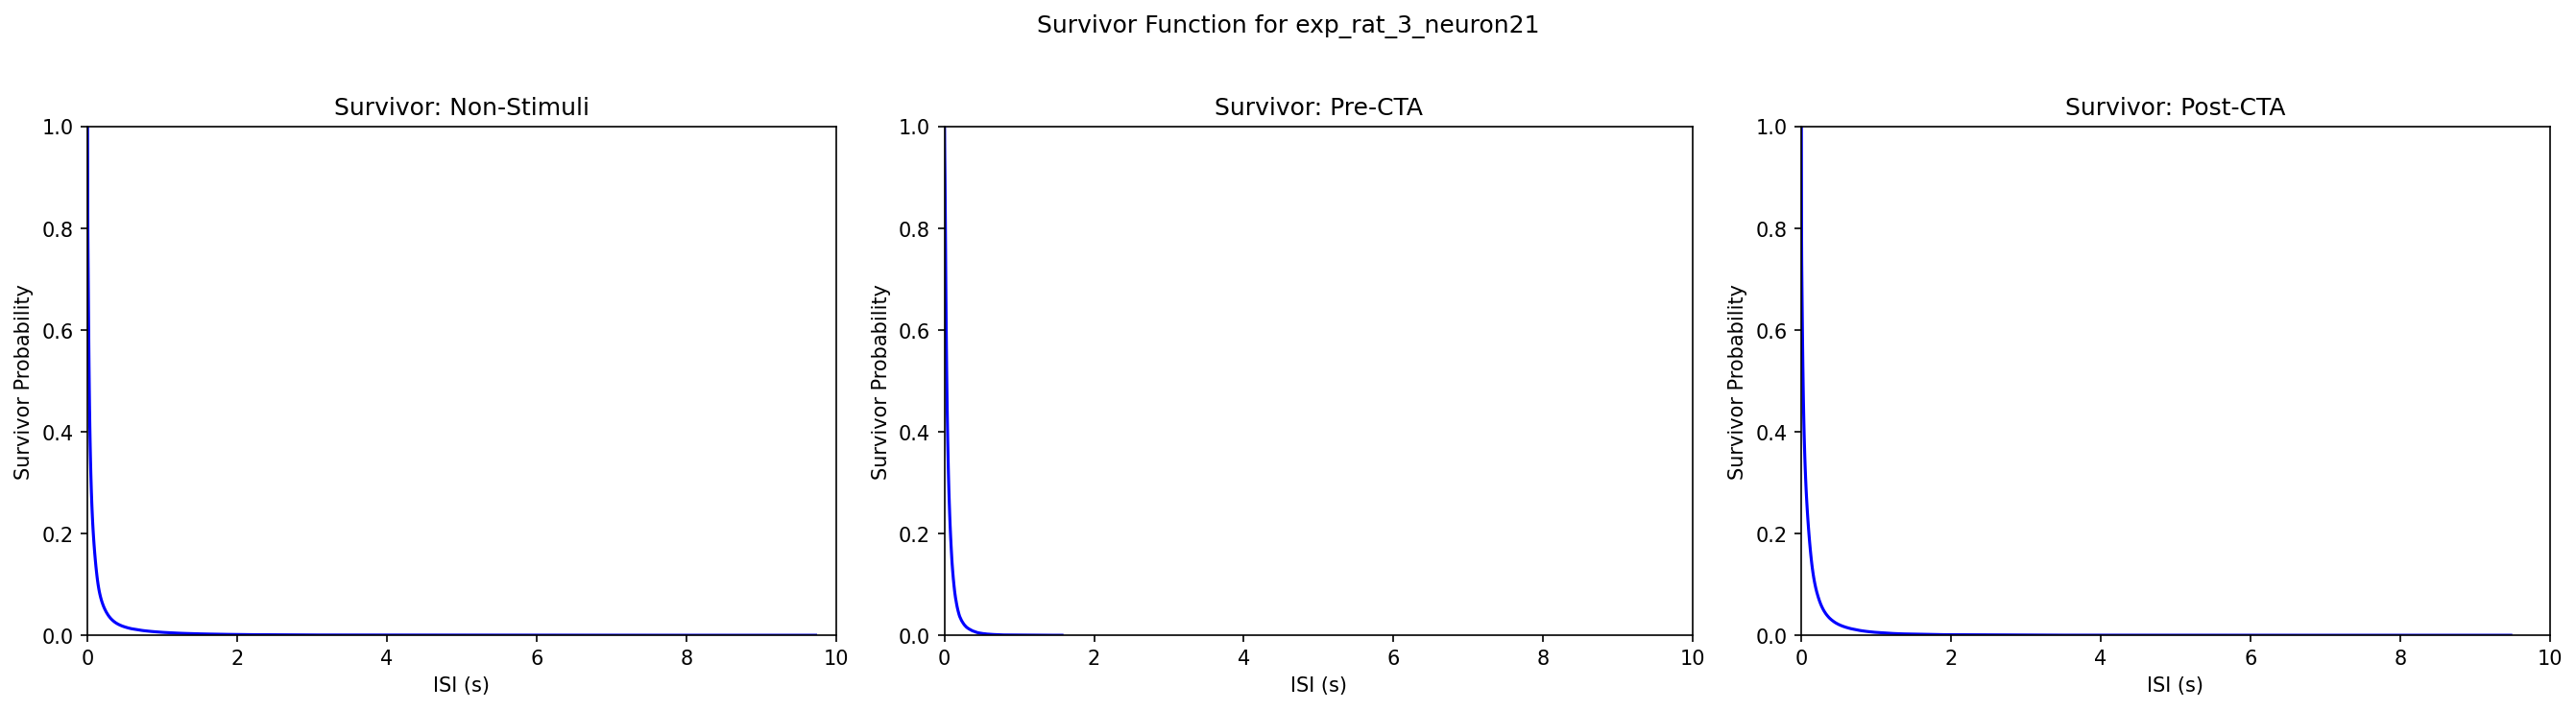 Survivor Function for exp_rat_3_neuron21
Survivor: Non-Stimuli
1.0
0.8
0.6
0.4
0.2
0.0
Survivor Probability
0 2 4 6 8 10
ISI (s)
Survivor: Pre-CTA
1.0
0.8
0.6
0.4
0.2
0.0
Survivor Probability
0 2 4 6 8 10
ISI (s)
Survivor: Post-CTA
1.0
0.8
0.6
0.4
0.2
0.0
Survivor Probability
0 2 4 6 8 10
ISI (s)